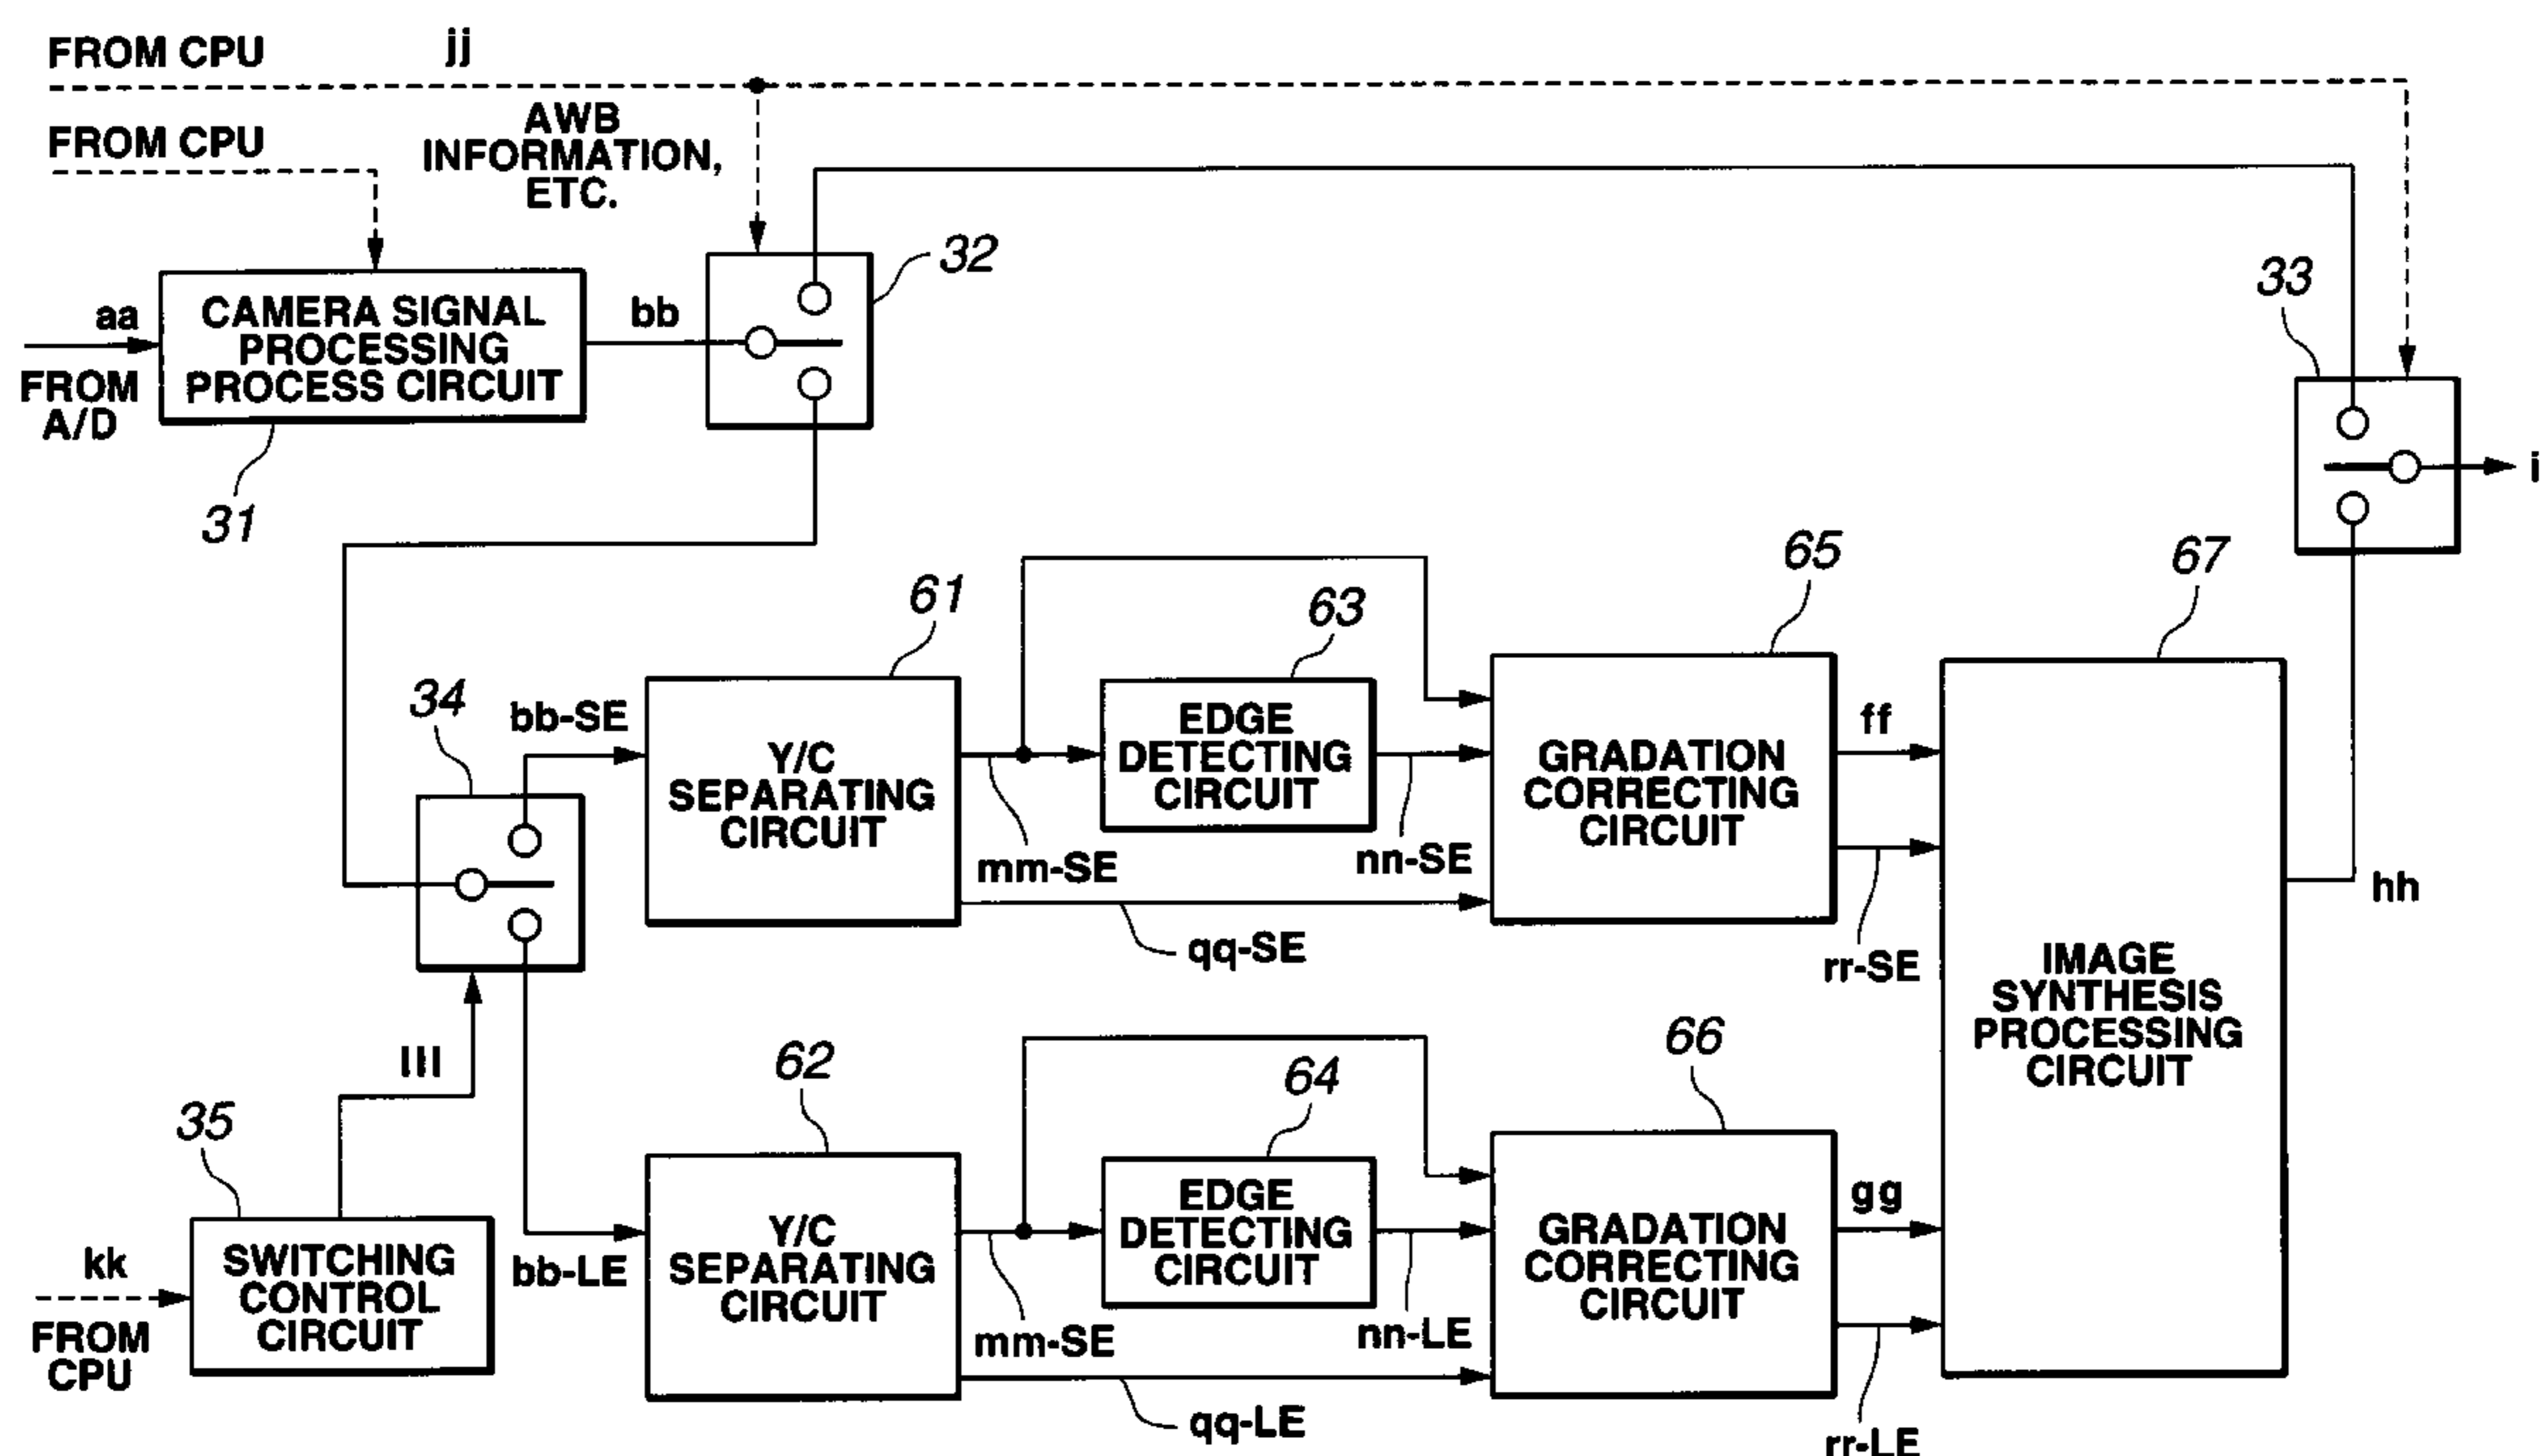 FROM CPU
jj
FROM CPU
AWB
INFORMATION,
ETC.
32
33
aa
CAMERA SIGNAL
PROCESSING
PROCESS CIRCUIT
bb
FROM
A/D
31
i
61
63
65
67
34
bb-SE
Y/C
SEPARATING
CIRCUIT
EDGE
DETECTING
CIRCUIT
GRADATION
CORRECTING
CIRCUIT
ff
mm-SE
nn-SE
qq-SE
rr-SE
hh
IMAGE
SYNTHESIS
PROCESSING
CIRCUIT
lll
62
64
66
35
kk
FROM
CPU
SWITCHING
CONTROL
CIRCUIT
bb-LE
Y/C
SEPARATING
CIRCUIT
EDGE
DETECTING
CIRCUIT
GRADATION
CORRECTING
CIRCUIT
gg
mm-SE
nn-LE
qq-LE
rr-LE